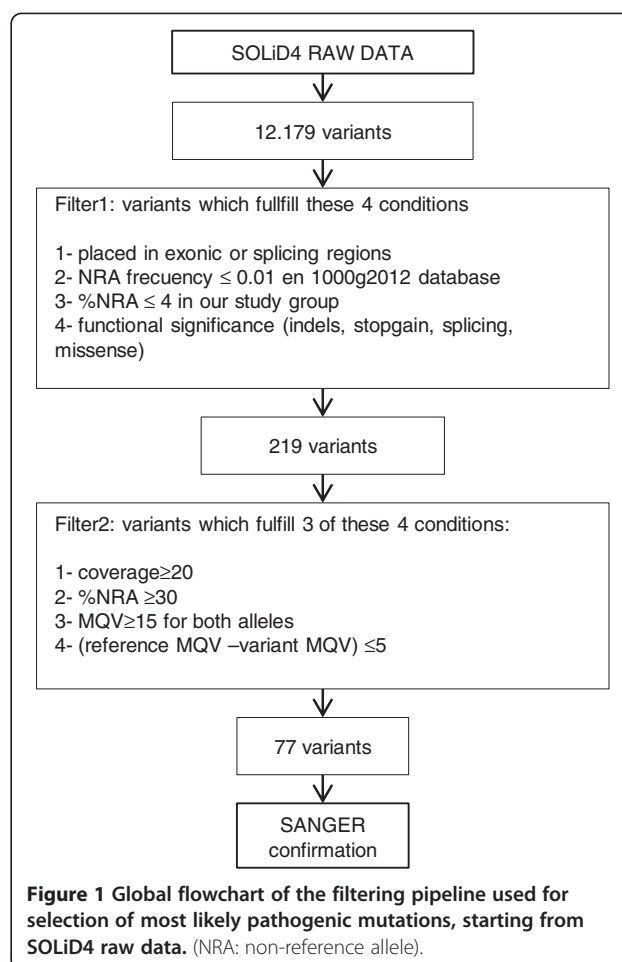 SOLiD4 RAW DATA
12.179 variants
Filter1: variants which fullfill these 4 conditions
1- placed in exonic or splicing regions
2- NRA frecuency ≤ 0.01 en 1000g2012 database
3- %NRA ≤ 4 in our study group
4- functional significance (indels, stopgain, splicing,
missense)
219 variants
Filter2: variants which fulfill 3 of these 4 conditions:
1- coverage≥20
2- %NRA ≥30
3- MQV≥15 for both alleles
4- (reference MQV –variant MQV) ≤5
77 variants
SANGER
confirmation
Figure 1 Global flowchart of the filtering pipeline used for
selection of most likely pathogenic mutations, starting from
SOLiD4 raw data. (NRA: non-reference allele).